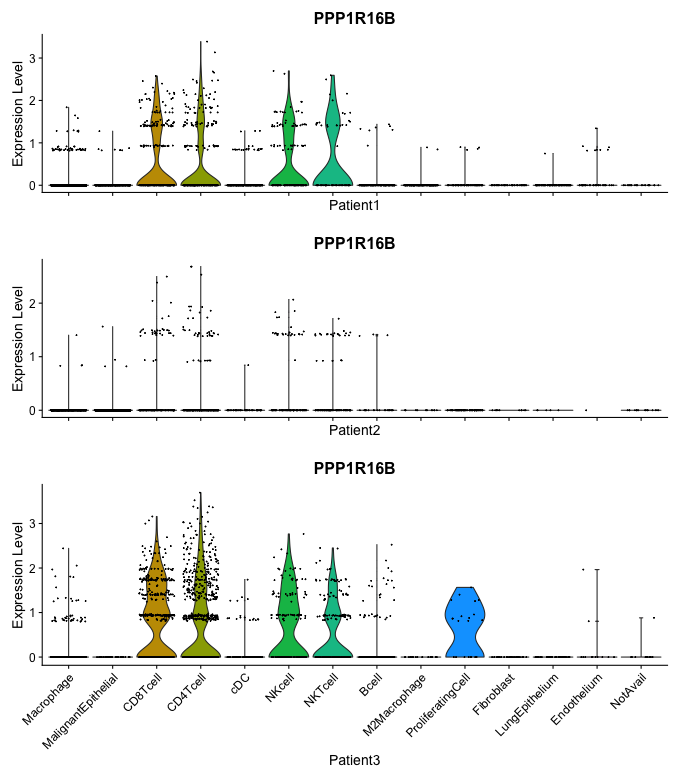 PPP1R16B
Expression Level
3
2
1
0
Patient1
PPP1R16B
Expression Level
2
1
0
Patient2
PPP1R16B
Expression Level
3
2
1
0
Macrophage
MalignantEpithelial
CD8Tcell
CD4Tcell
cDC
NKcell
NKTcell
Bcell
M2Macrophage
ProliferatingCell
Fibroblast
LungEpithelium
Endothelium
NotAvail
Patient3